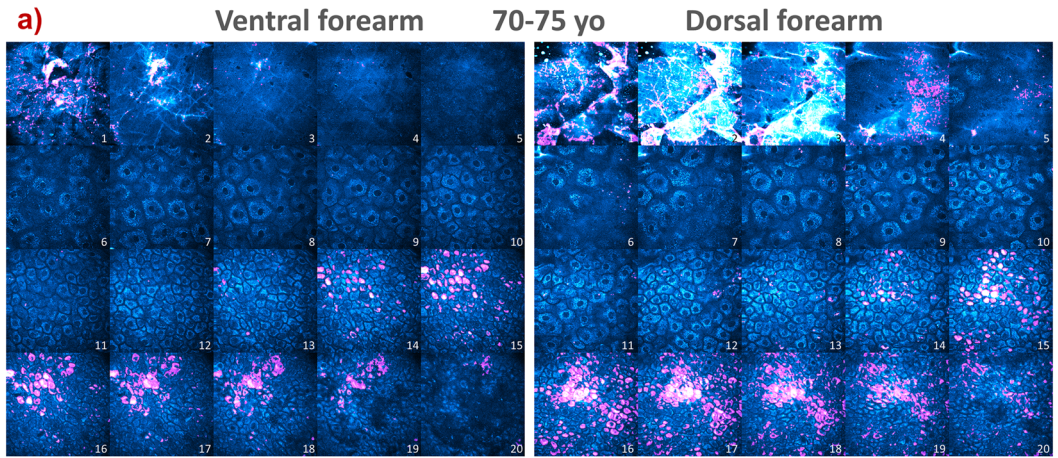 a) Ventral forearm 70-75 yo Dorsal forearm
1 2 3 4 5 1 2 3 4 5
6 7 8 9 10 6 7 8 9 10
11 12 13 14 15 11 12 13 14 15
16 17 18 19 20 16 17 18 19 20